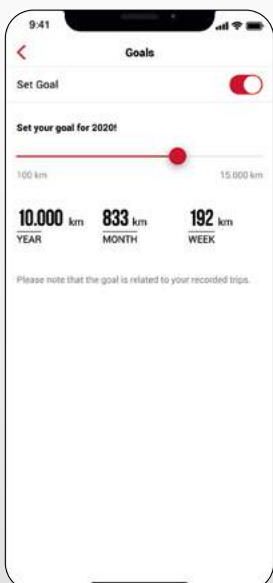 9:41
Goals
Set Goal
Set your goal for 2020!
100 km 15.000 km
10.000 km 833 km 192 km
YEAR MONTH WEEK
Please note that the goal is related to your recorded trips.